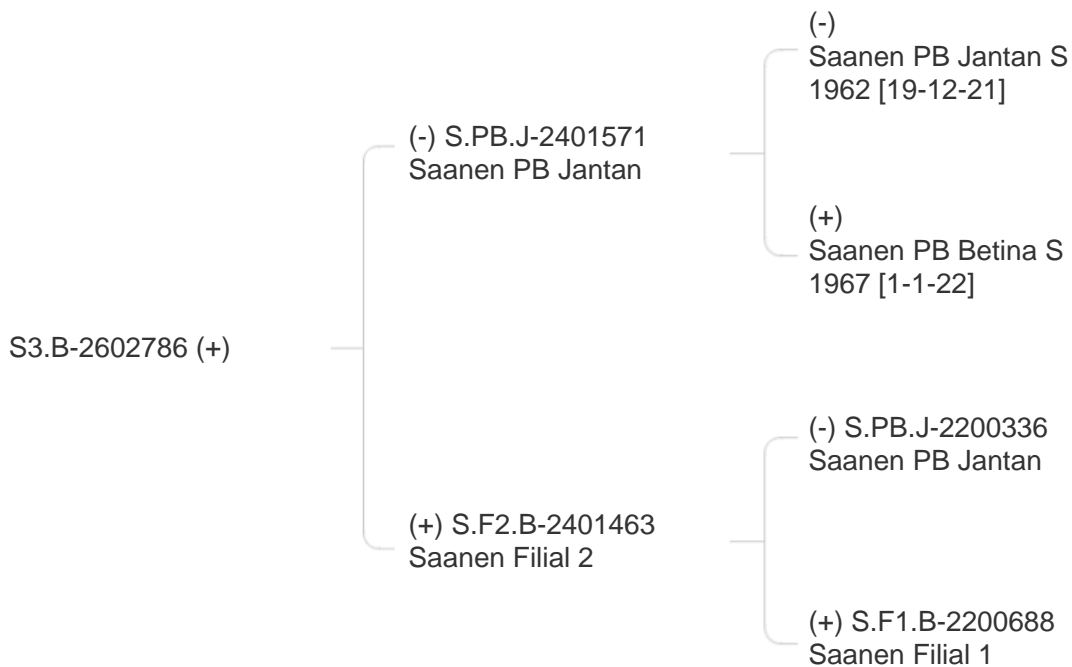 (-)
Saanen PB Jantan S
1962 [19-12-21]
(-) S.PB.J-2401571
Saanen PB Jantan
(+)
Saanen PB Betina S
1967 [1-1-22]
S3.B-2602786 (+)
(-) S.PB.J-2200336
Saanen PB Jantan
(+) S.F2.B-2401463
Saanen Filial 2
(+) S.F1.B-2200688
Saanen Filial 1